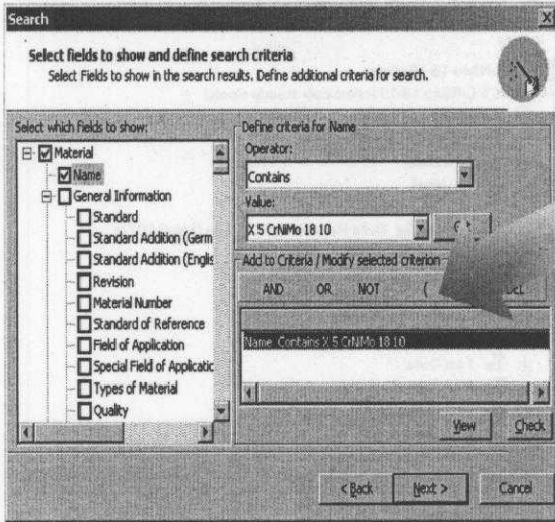 Search
Select fields to show and define search criteria
Select Fields to show in the search results. Define additional criteria for search.
Select which fields to show:
Material
Name
General Information
Standard
Standard Addition (Germ
Standard Addition (Englis
Revision
Material Number
Standard of Reference
Field of Application
Special Field of Applicatic
Types of Material
Quality
Define criteria for Name
Operator:
Contains
Value:
X 5 CrNiMo 18 10
Add to Criteria / Modify selected criterion
AND OR NOT (
Name Contains X 5 CrNiMo 18 10
View Check
< Back Next > Cancel